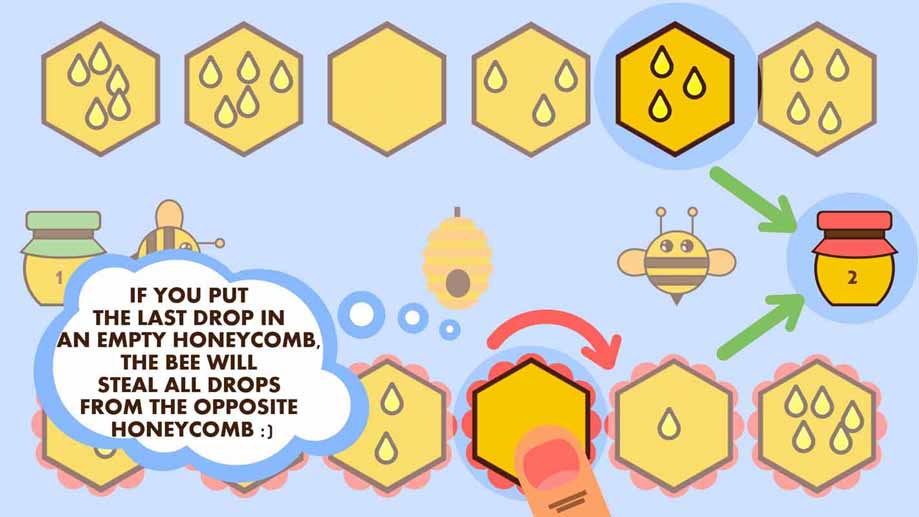 1
2
IF YOU PUT
THE LAST DROP IN
AN EMPTY HONEYCOMB,
THE BEE WILL
STEAL ALL DROPS
FROM THE OPPOSITE
HONEYCOMB :)